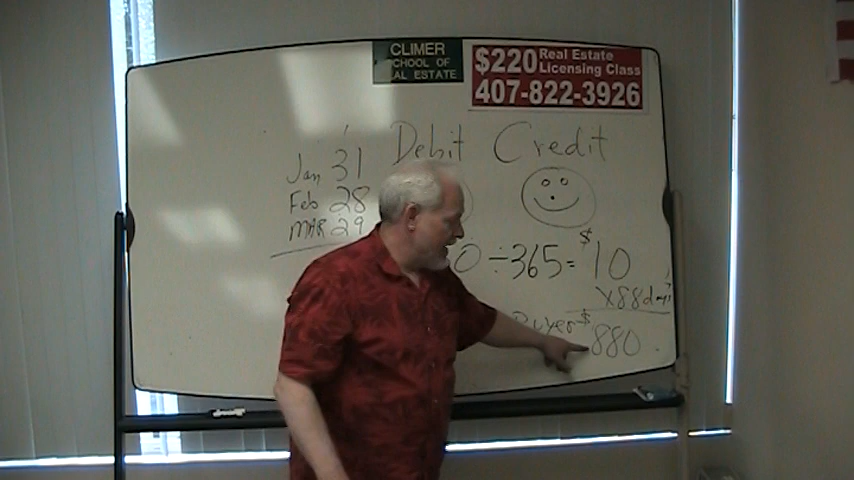 CLIMER
SCHOOL OF
AL ESTATE
$220 Real Estate
Licensing Class
407-822-3926
Debit Credit
Jan 31
Feb 28
MAR 29
0 ÷ 365 = $10
X88 days
Buyer $880